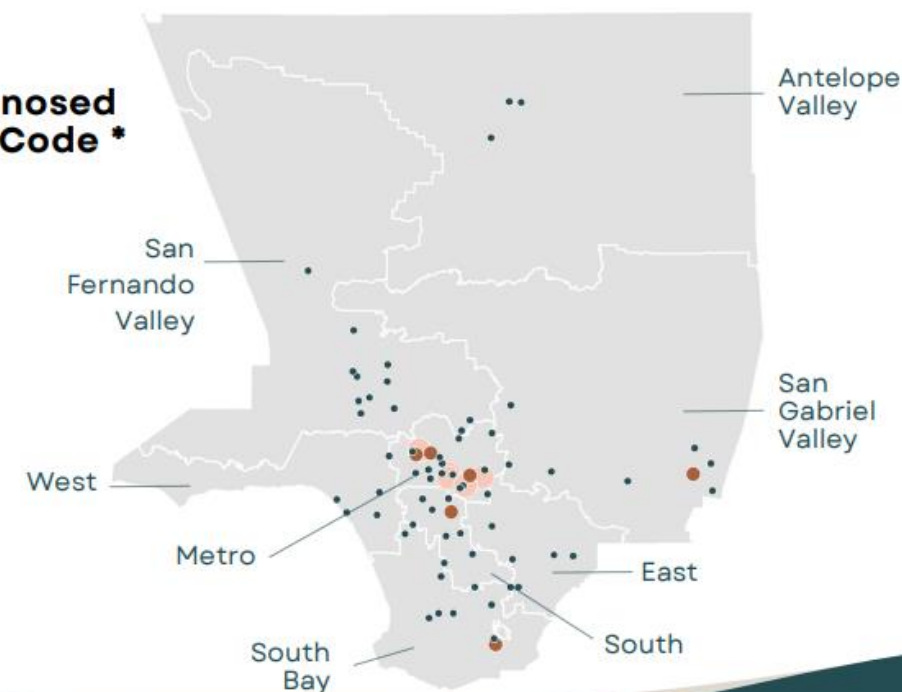 nosed
Code *
Antelope
Valley
San
Fernando
Valley
San
Gabriel
Valley
West
Metro
East
South
South
Bay